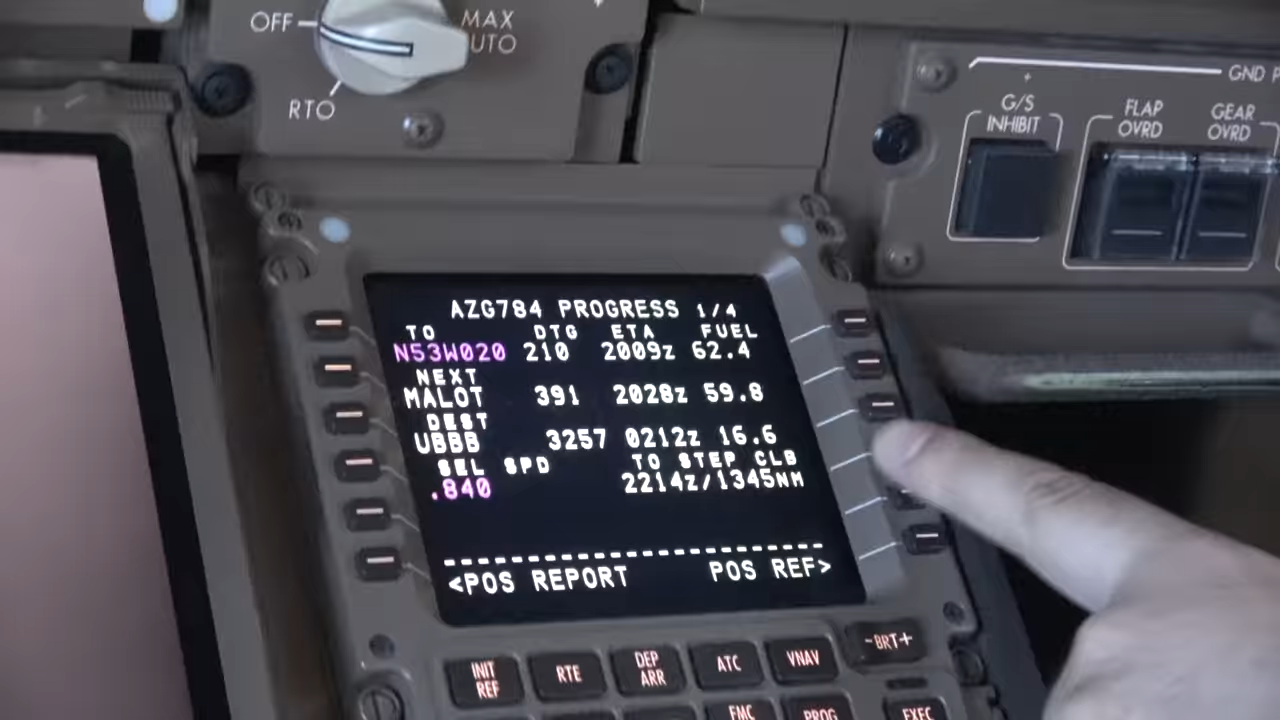 OFF
MAX
AUTO
RTO
GND P
G/S
INHIBIT
FLAP
OVRD
GEAR
OVRD
AZG784 PROGRESS 1/4
TO DTG ETA FUEL
N53W020 210 2009z 62.4
NEXT
MALOT 391 2028z 59.8
DEST
UBBB 3257 0212z 16.6
SEL SPD TO STEP CLB
.840 2214z/1345NM
<POS REPORT POS REF>
INIT
REF
RTE
DEP
ARR
ATC
VNAV
-BRT+
FMC
PROG
EXEC